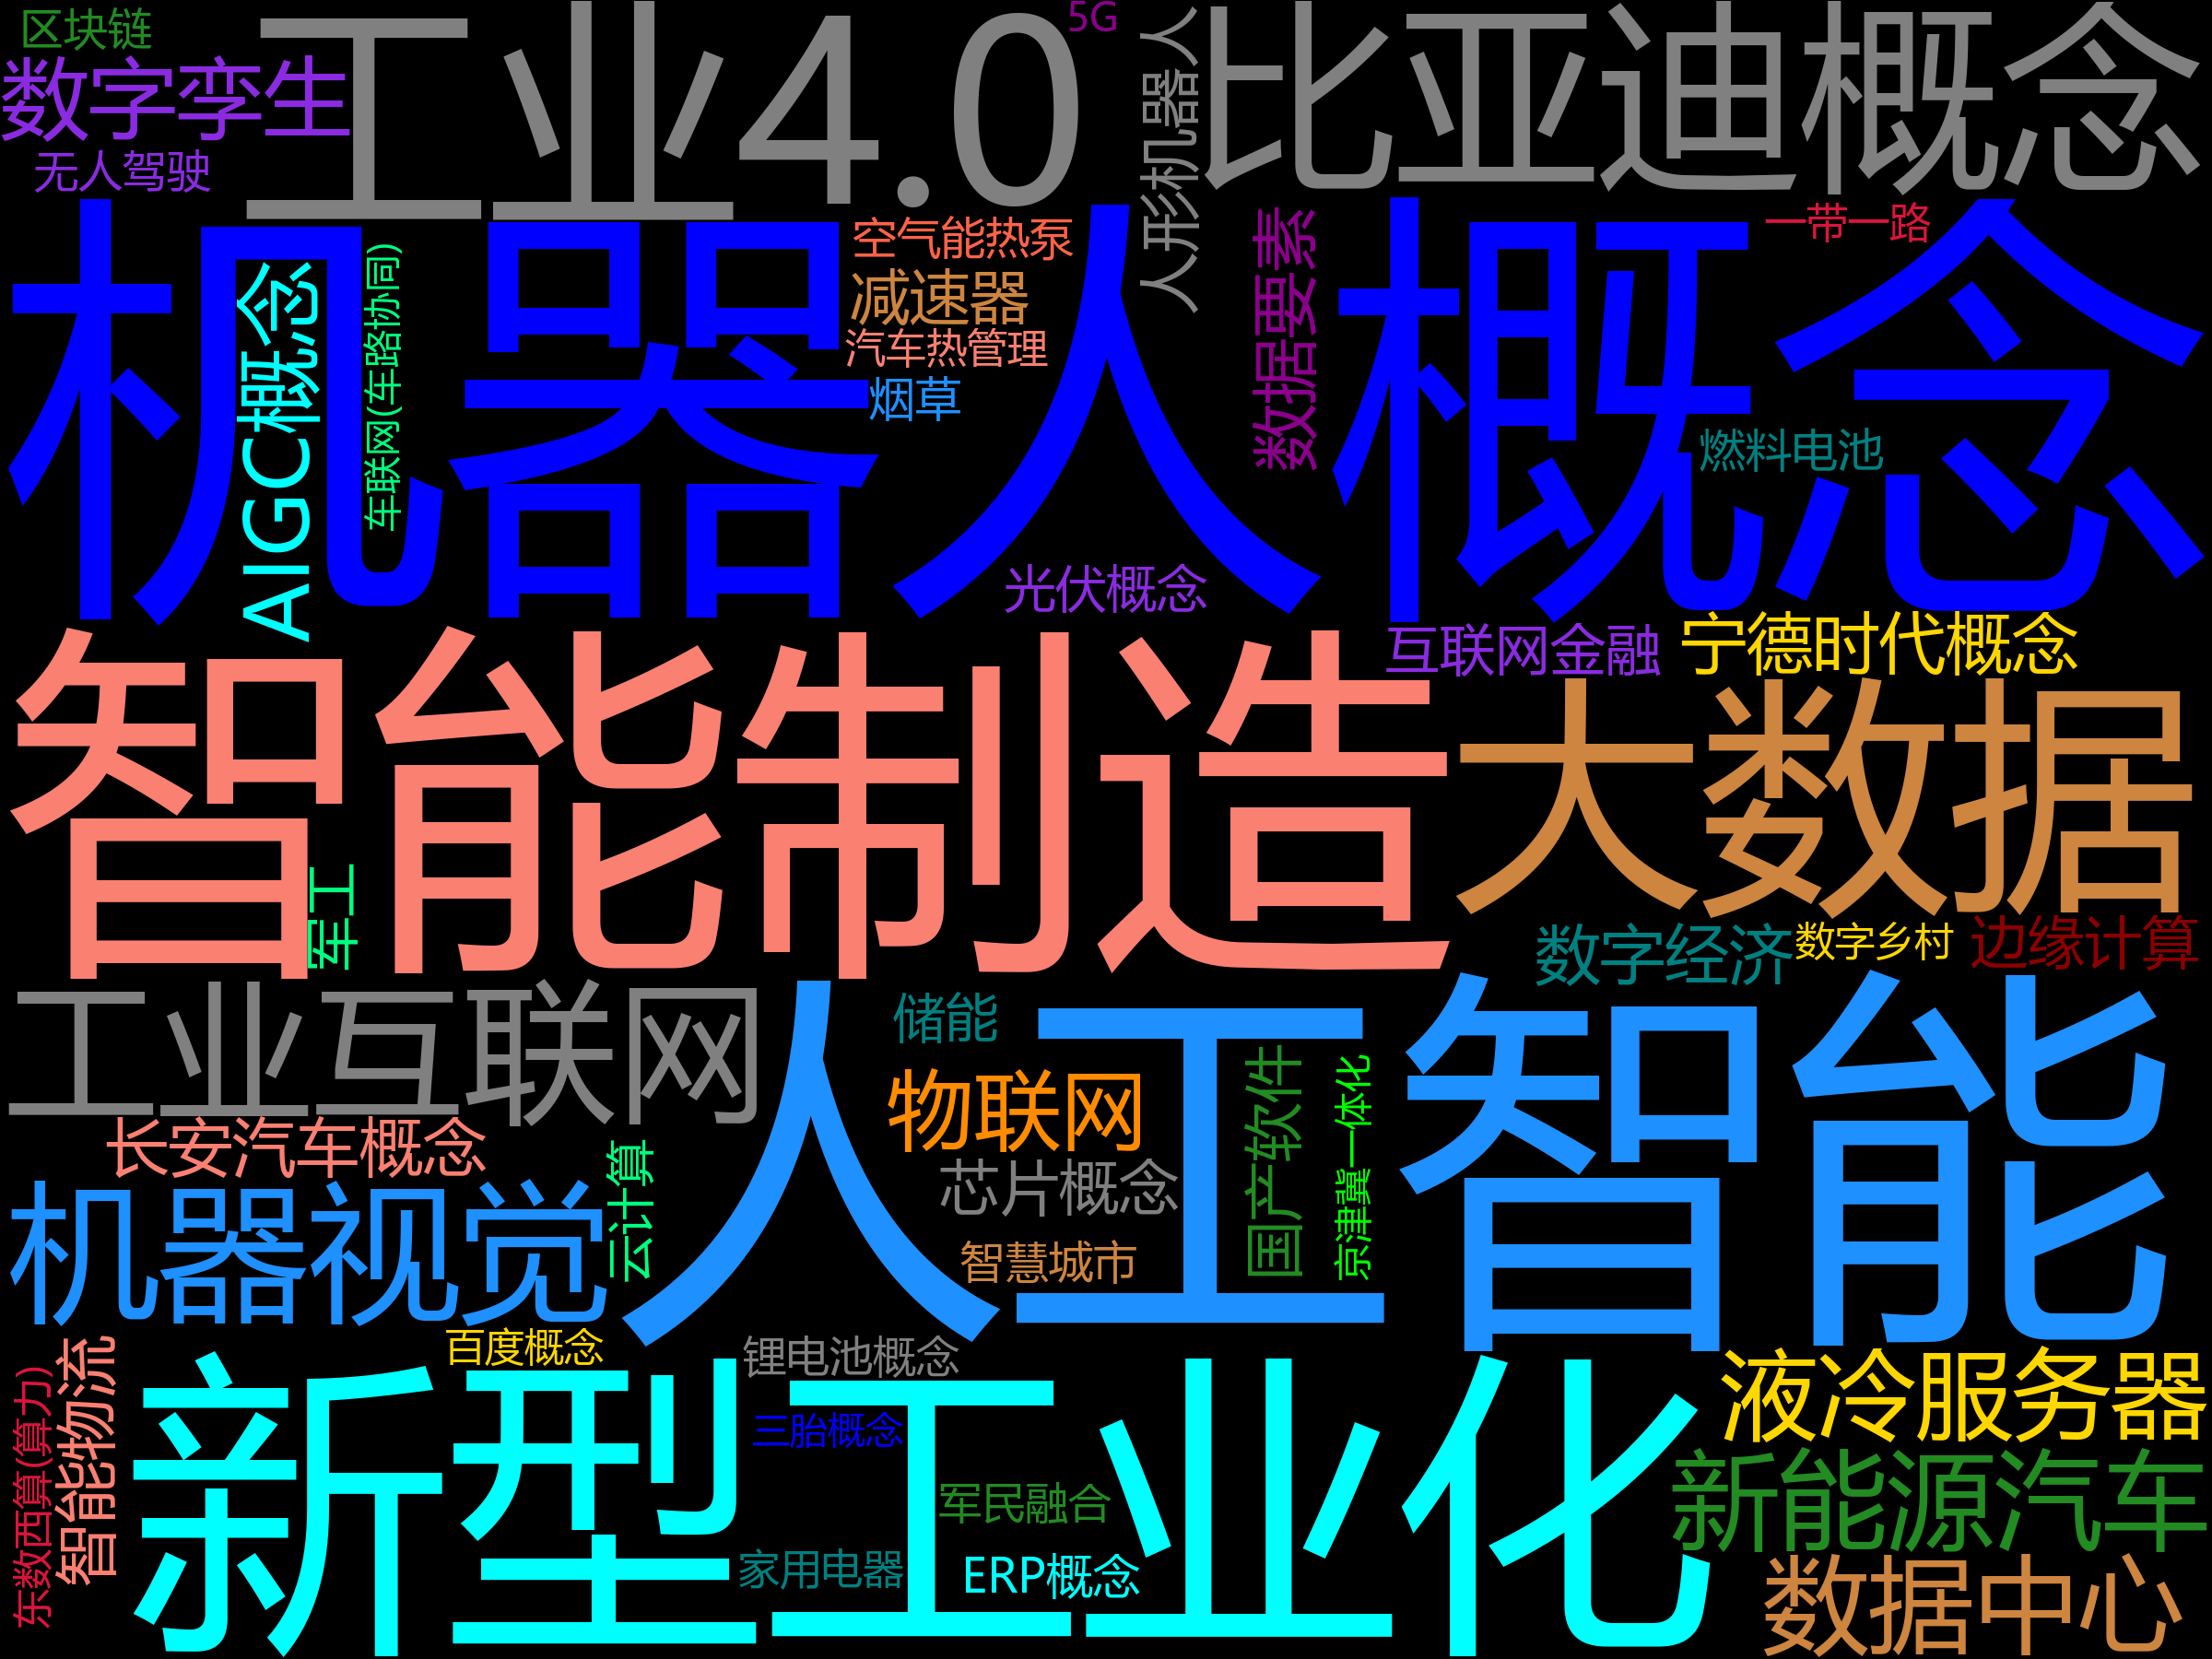 区块链
工业4.0
5G
人形机器人
比亚迪概念
数字孪生
无人驾驶
机器人概念
AIGC概念
车联网(车路协同)
空气能热泵
减速器
汽车热管理
烟草
数据要素
一带一路
燃料电池
光伏概念
互联网金融
宁德时代概念
智能制造
大数据
军工
数字经济
数字乡村
边缘计算
工业互联网
人工智能
储能
物联网
国产软件
京津冀一体化
长安汽车概念
云计算
芯片概念
机器视觉
智慧城市
百度概念
锂电池概念
东数西算(算力)
智能物流
新型工业化
液冷服务器
三胎概念
新能源汽车
军民融合
家用电器
ERP概念
数据中心